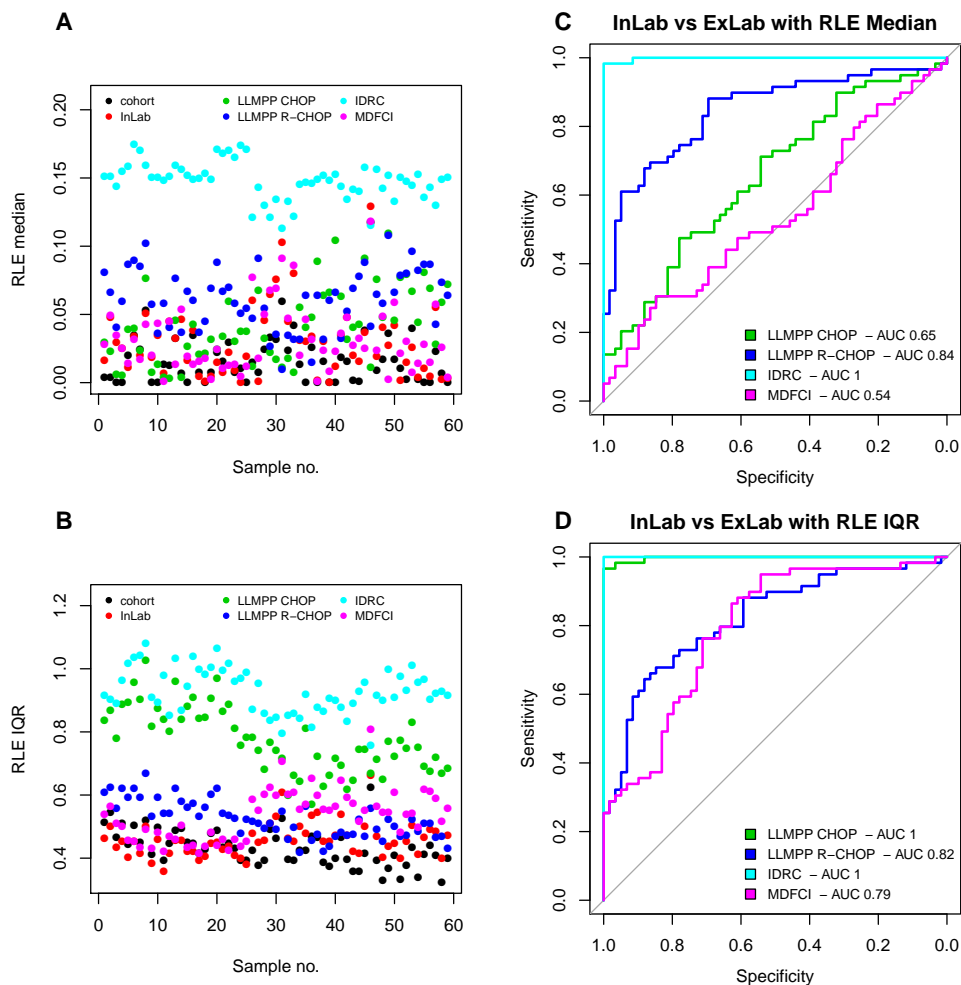 A
cohort
InLab
LLMPP CHOP
LLMPP R−CHOP
IDRC
MDFCI
RLE median
0.00
0.05
0.10
0.15
0.20
0 10 20 30 40 50 60
Sample no.
C InLab vs ExLab with RLE Median
Sensitivity
0.0
0.2
0.4
0.6
0.8
1.0
LLMPP CHOP − AUC 0.65
LLMPP R−CHOP − AUC 0.84
IDRC − AUC 1
MDFCI − AUC 0.54
1.0 0.8 0.6 0.4 0.2 0.0
Specificity
B
cohort
InLab
LLMPP CHOP
LLMPP R−CHOP
IDRC
MDFCI
RLE IQR
0.4
0.6
0.8
1.0
1.2
0 10 20 30 40 50 60
Sample no.
D InLab vs ExLab with RLE IQR
Sensitivity
0.0
0.2
0.4
0.6
0.8
1.0
LLMPP CHOP − AUC 1
LLMPP R−CHOP − AUC 0.82
IDRC − AUC 1
MDFCI − AUC 0.79
1.0 0.8 0.6 0.4 0.2 0.0
Specificity